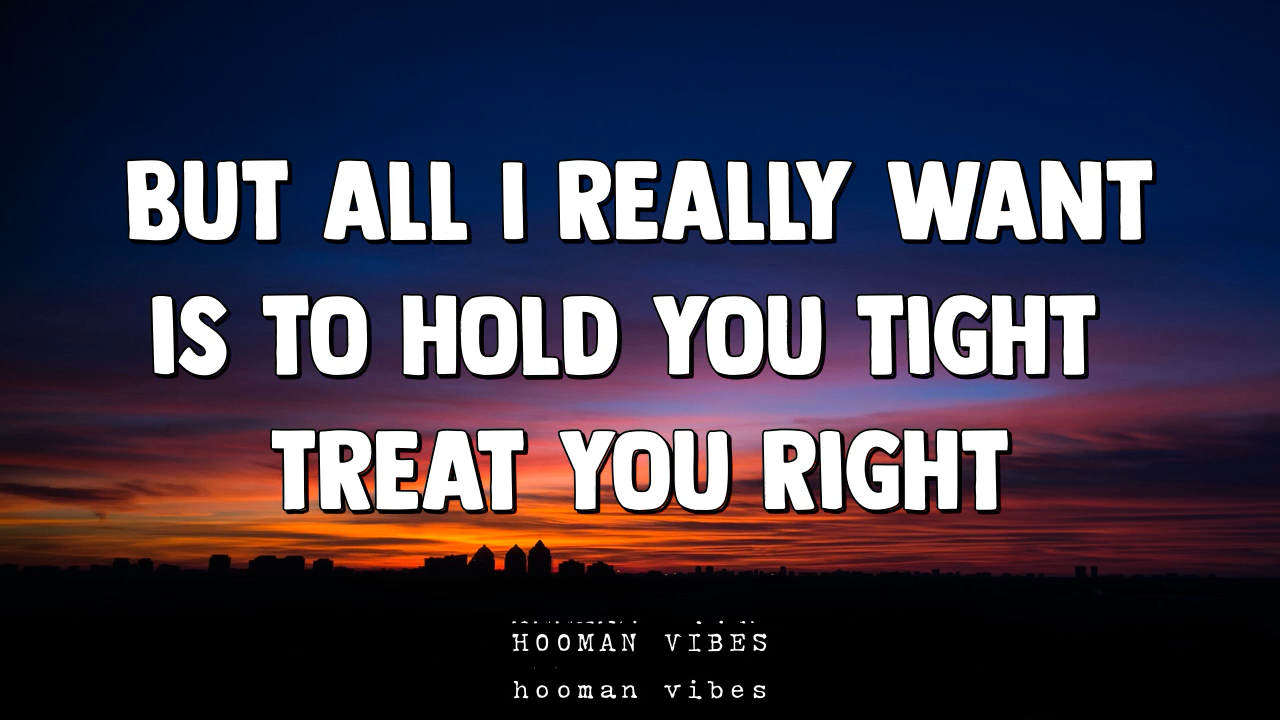 BUT ALL I REALLY WANT
IS TO HOLD YOU TIGHT
TREAT YOU RIGHT
HOOMAN VIBES
hooman vibes